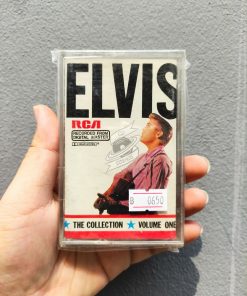 ELVIS
RCA
RECORDED FROM
DIGITAL MASTER
B 0650
★ THE COLLECTION ★ VOLUME ONE